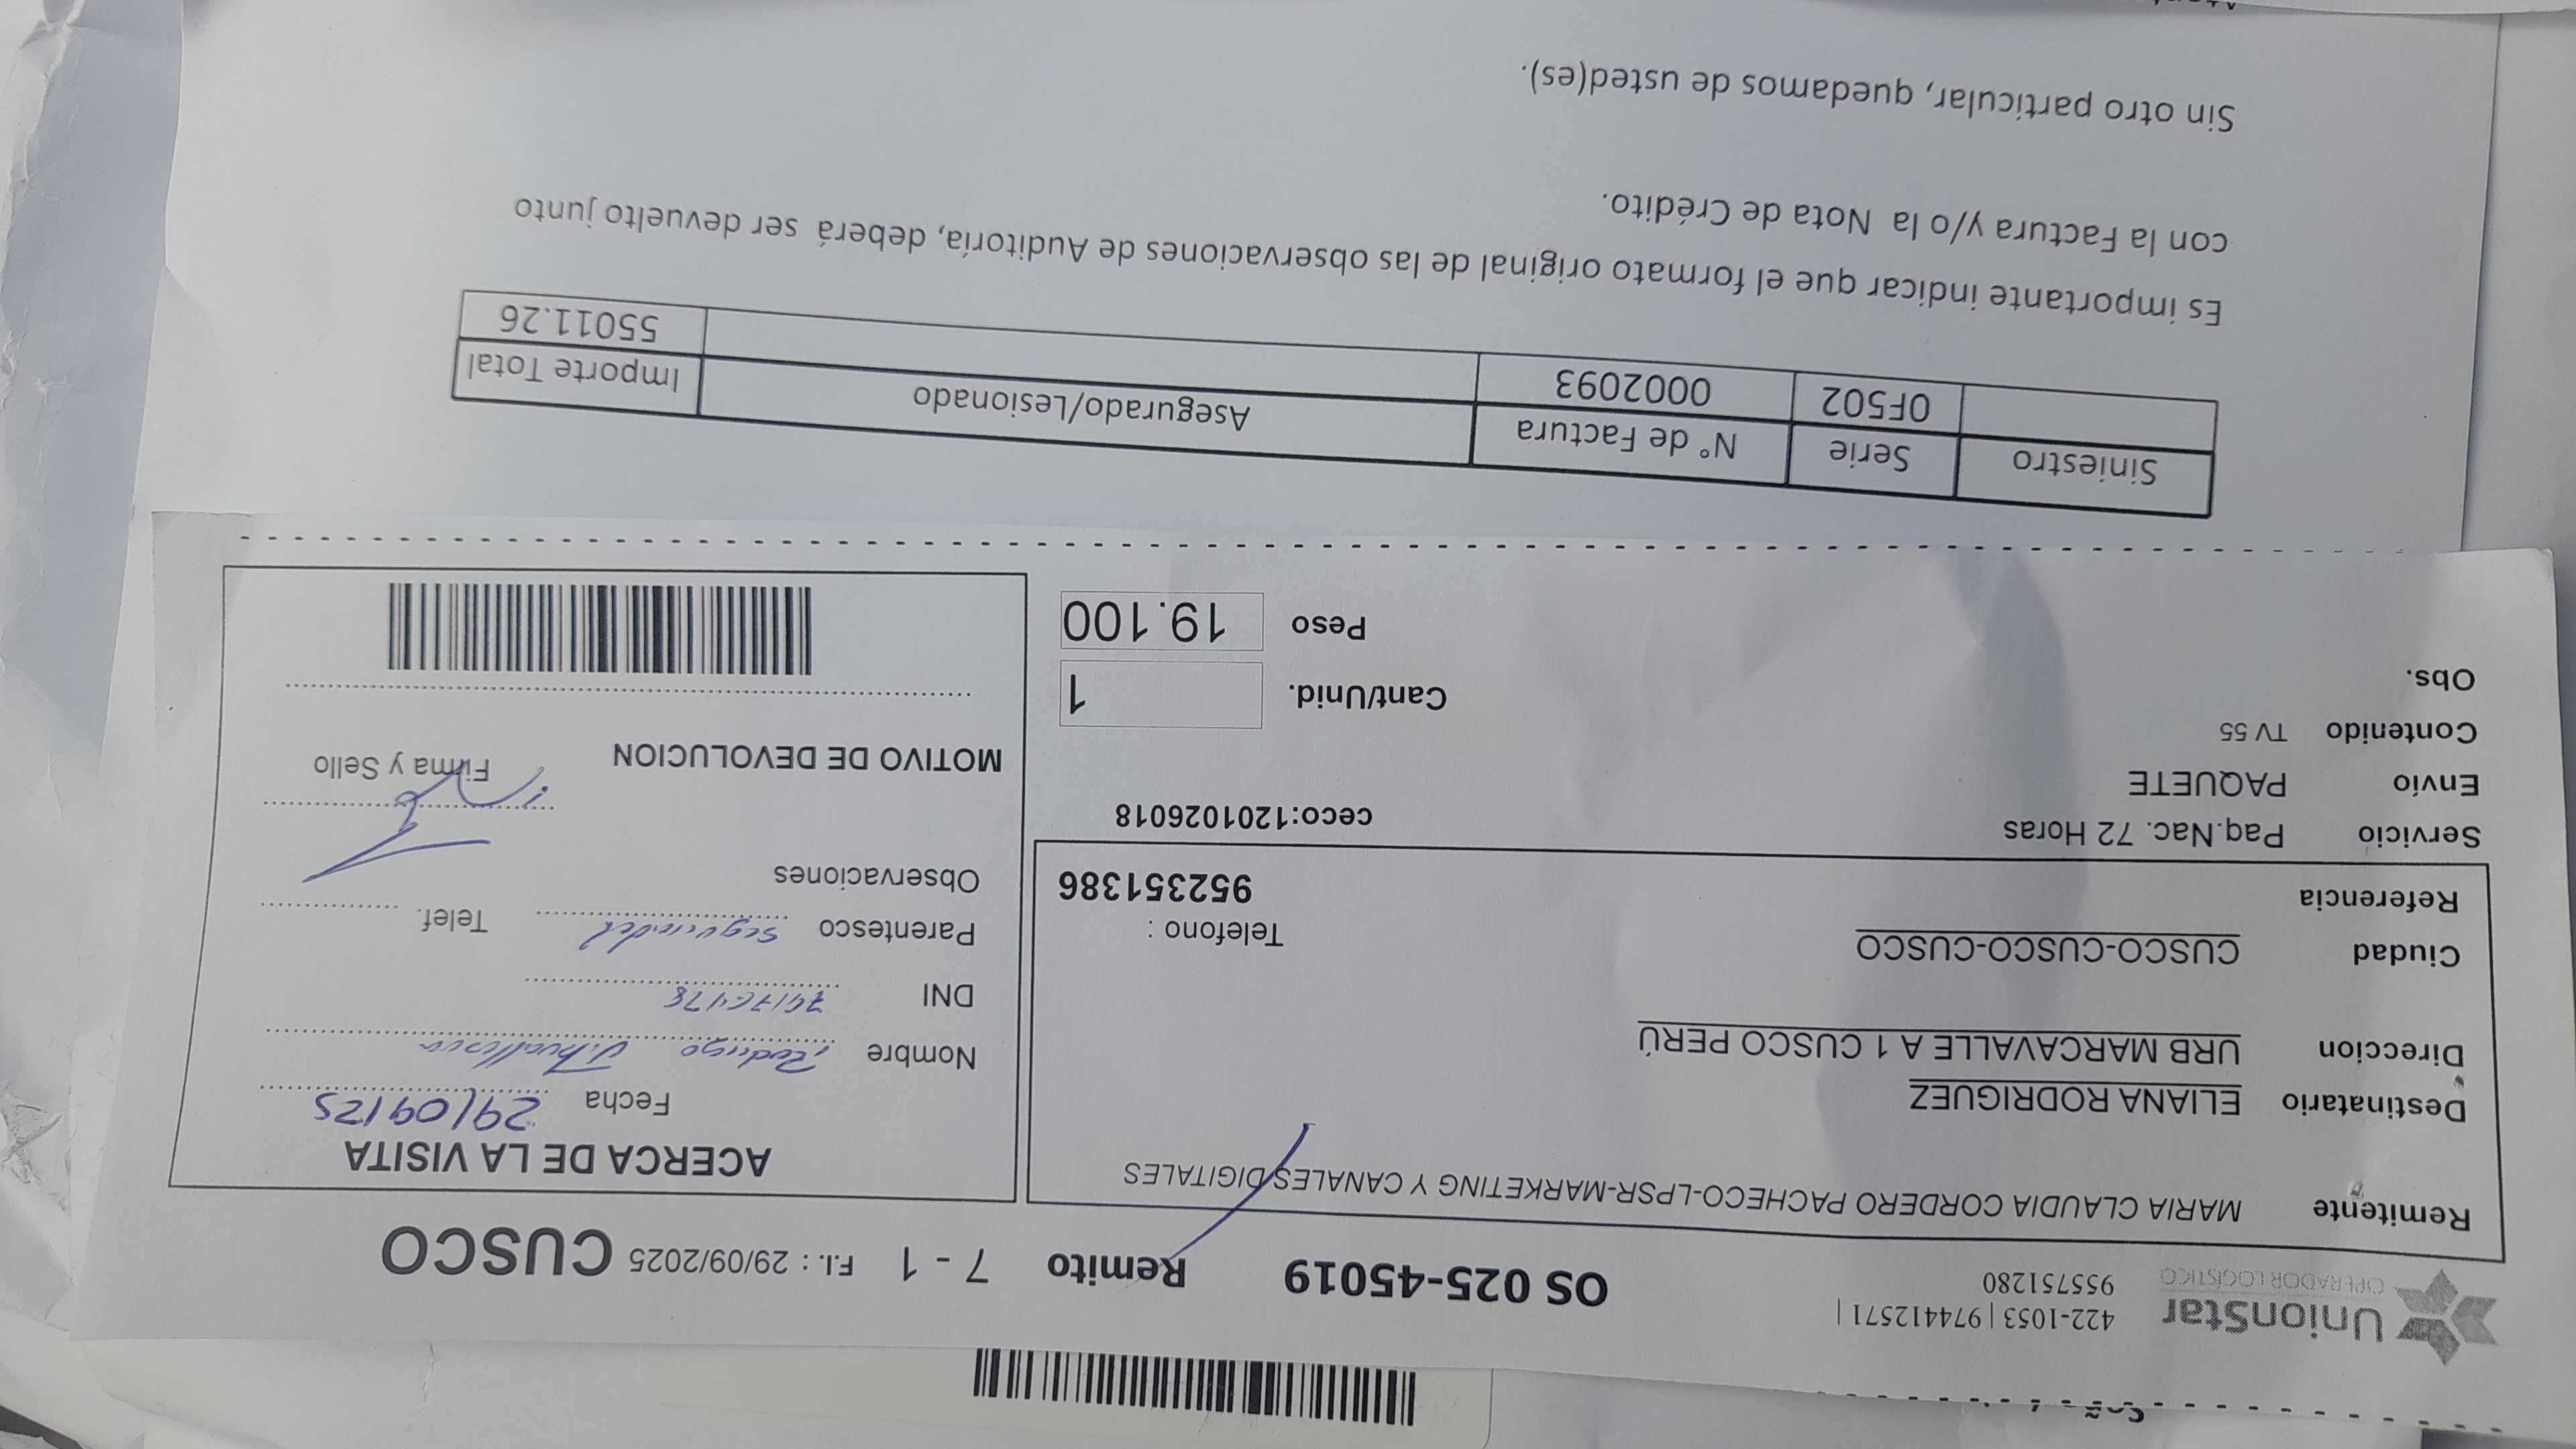 UnionStar
OPERADOR LOGÍSTICO
422-1053 | 974412571 |
955751280
OS 025-45019 Remito 7 - 1 F.I. : 29/09/2025 CUSCO
Remitente MARIA CLAUDIA CORDERO PACHECO-LPSR-MARKETING Y CANALES DIGITALES
Destinatario ELIANA RODRIGUEZ
Direccion URB MARCAVALLE A 1 CUSCO PERÚ
Ciudad CUSCO-CUSCO-CUSCO
Telefono :
Referencia 952351386
Servicio Paq.Nac. 72 Horas
ceco:1201026018
Envío PAQUETE
Contenido TV 55
Obs.
Cant/Unid. 1
Peso 19.100
ACERCA DE LA VISITA
Fecha 29/09/25
Nombre Rodrigo
DNI
Parentesco Telef.
Observaciones
Firma y Sello
MOTIVO DE DEVOLUCION
Siniestro Serie N° de Factura Asegurado/Lesionado Importe Total
0F502 0002093 55011.26
Es importante indicar que el formato original de las observaciones de Auditoría, deberá ser devuelto junto
con la Factura y/o la Nota de Crédito.
Sin otro particular, quedamos de usted(es).